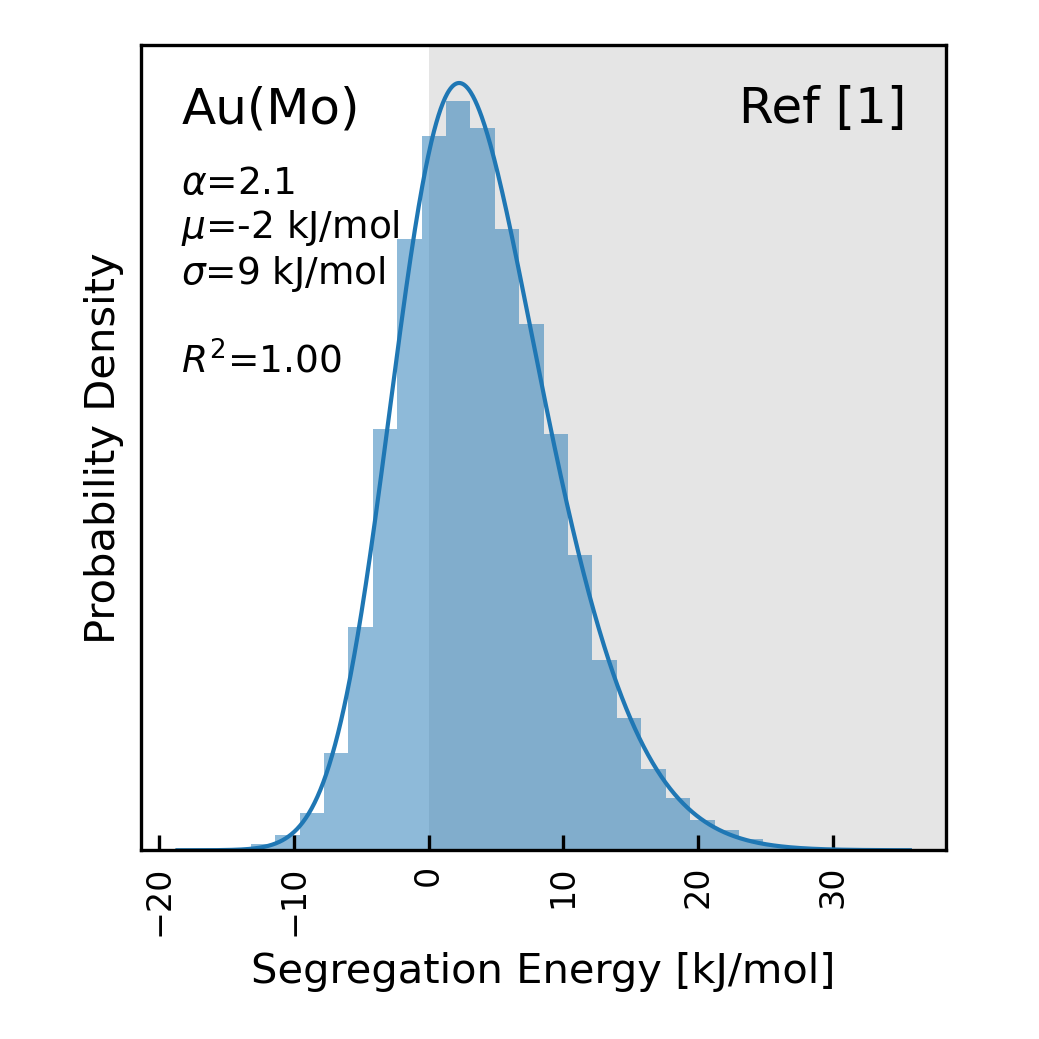 Au(Mo)
Ref [1]
α=2.1
μ=-2 kJ/mol
σ=9 kJ/mol
R²=1.00
Probability Density
−20
−10
0
10
20
30
Segregation Energy [kJ/mol]